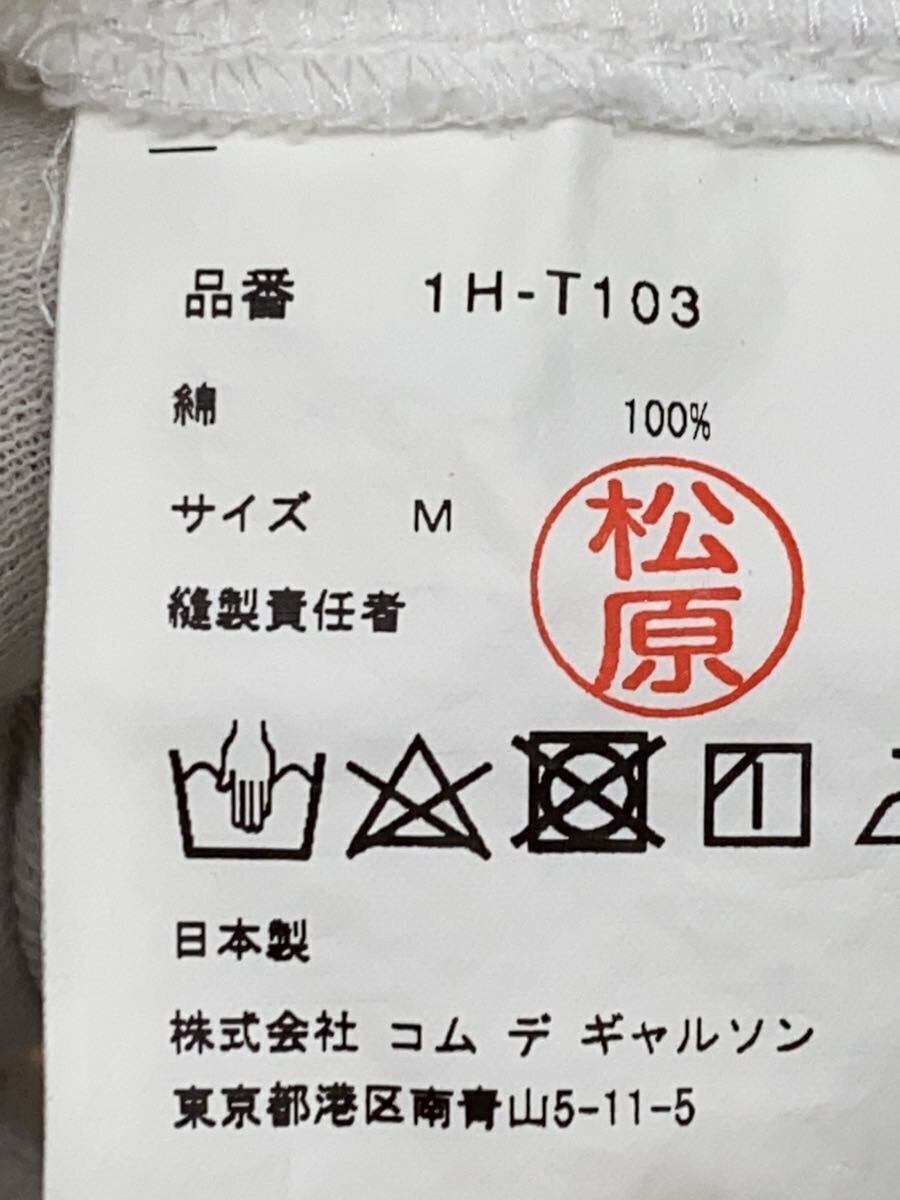 品番 1H-T103
綿 100%
サイズ M
縫製責任者
松原
日本製
株式会社 コム デ ギャルソン
東京都港区南青山5-11-5